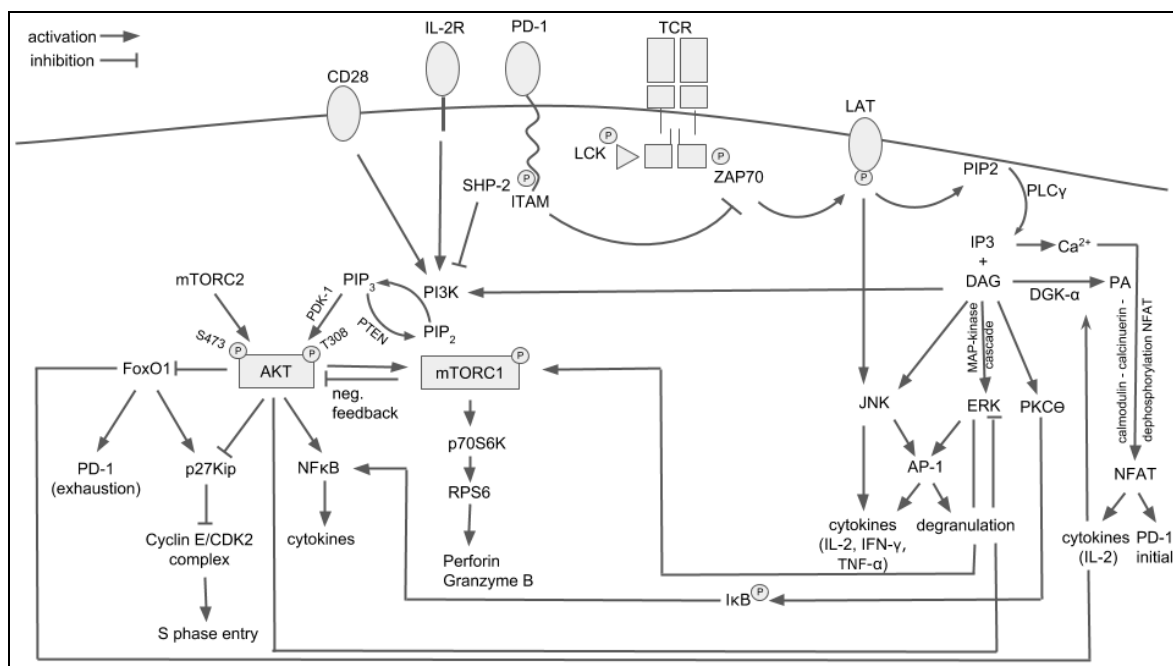 activation
inhibition
IL-2R
PD-1
TCR
CD28
LAT
P
LCK
P
ZAP70
SHP-2
P
ITAM
P
PIP2
PLCγ
IP3
+
DAG
Ca²⁺
DGK-α
PA
mTORC2
PDK-1
PIP₃
PTEN
PI3K
PIP₂
S473
P
T308
P
AKT
P
mTORC1
neg.
feedback
FoxO1
MAP-kinase
cascade
calmodulin - calcinuerin -
dephosphorylation NFAT
JNK
ERK
PKCΘ
PD-1
(exhaustion)
p27Kip
NFκB
p70S6K
AP-1
NFAT
RPS6
Cyclin E/CDK2
complex
cytokines
Perforin
Granzyme B
cytokines
(IL-2, IFN-γ,
TNF-α)
degranulation
cytokines
(IL-2)
PD-1
initial
IκB
P
S phase entry